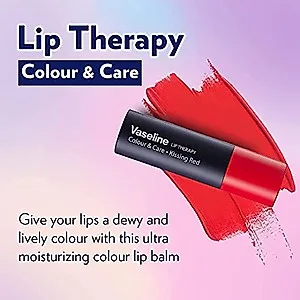 Lip Therapy
Colour & Care
Vaseline LIP THERAPY
Colour & Care • Kissing Red
Give your lips a dewy and
lively colour with this ultra
moisturizing colour lip balm